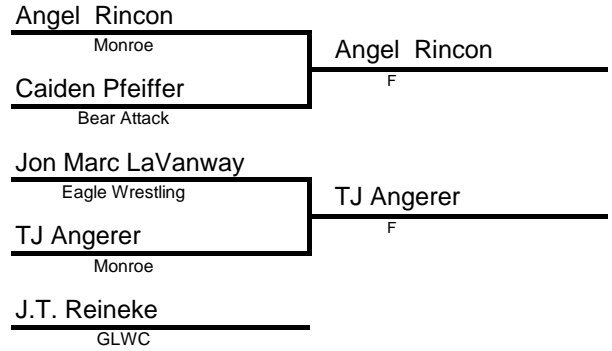 Angel Rincon
Monroe
Angel Rincon
F
Caiden Pfeiffer
Bear Attack
Jon Marc LaVanway
Eagle Wrestling
TJ Angerer
F
TJ Angerer
Monroe
J.T. Reineke
GLWC